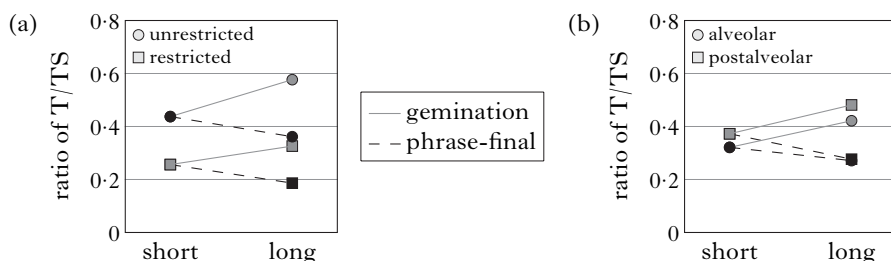 (a)
ratio of T/TS
0·8
0·6
0·4
0·2
0
unrestricted
restricted
short long
gemination
phrase-final
(b)
ratio of T/TS
0·8
0·6
0·4
0·2
0
alveolar
postalveolar
short long